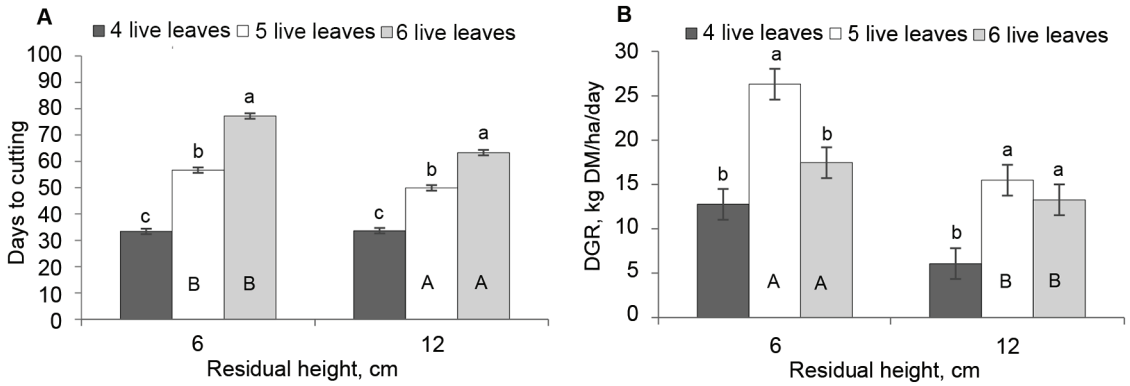 A
4 live leaves 5 live leaves 6 live leaves
Days to cutting
100
90
80
70
60
50
40
30
20
10
0
c
b
a
c
b
a
B
B
A
A
6
12
Residual height, cm
B
4 live leaves 5 live leaves 6 live leaves
DGR, kg DM/ha/day
30
25
20
15
10
5
0
b
a
b
b
a
a
A
A
B
B
6
12
Residual height, cm